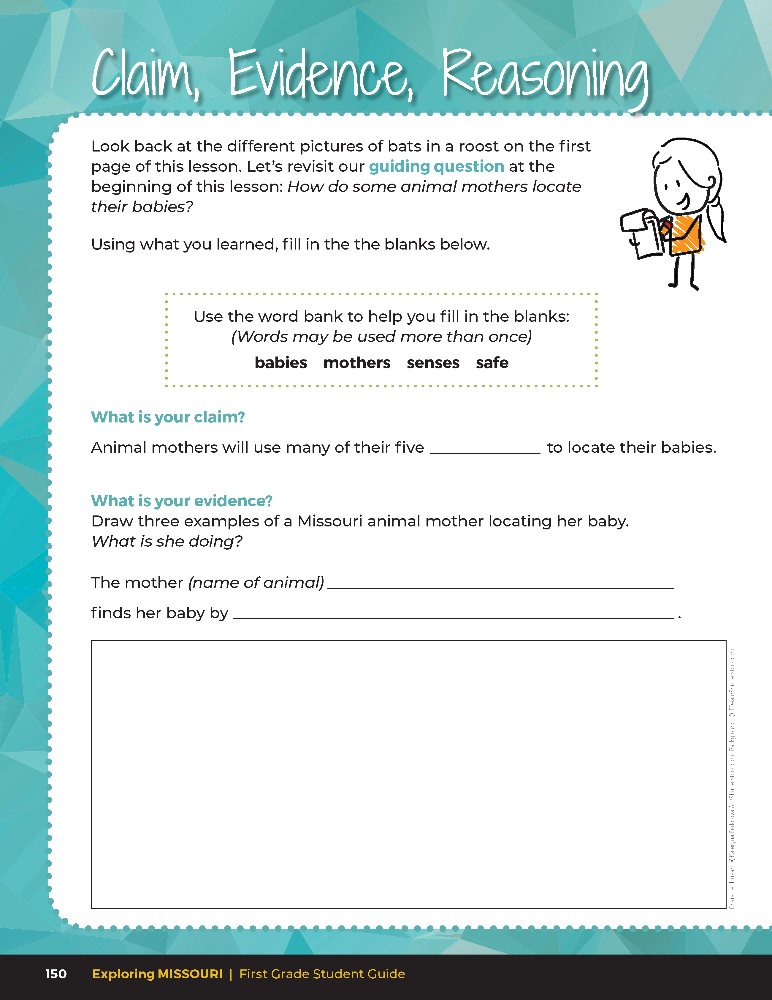 Claim, Evidence, Reasoning
Look back at the different pictures of bats in a roost on the first
page of this lesson. Let’s revisit our guiding question at the
beginning of this lesson: How do some animal mothers locate
their babies?
Using what you learned, fill in the the blanks below.
Use the word bank to help you fill in the blanks:
(Words may be used more than once)
babies mothers senses safe
What is your claim?
Animal mothers will use many of their five ____________ to locate their babies.
What is your evidence?
Draw three examples of a Missouri animal mother locating her baby.
What is she doing?
The mother (name of animal) ____________
finds her baby by ____________ .
Character Lineart: ©Kateryna Fedorova Art/Shutterstock.com; Background: ©LTDean/Shutterstock.com
150 Exploring MISSOURI | First Grade Student Guide